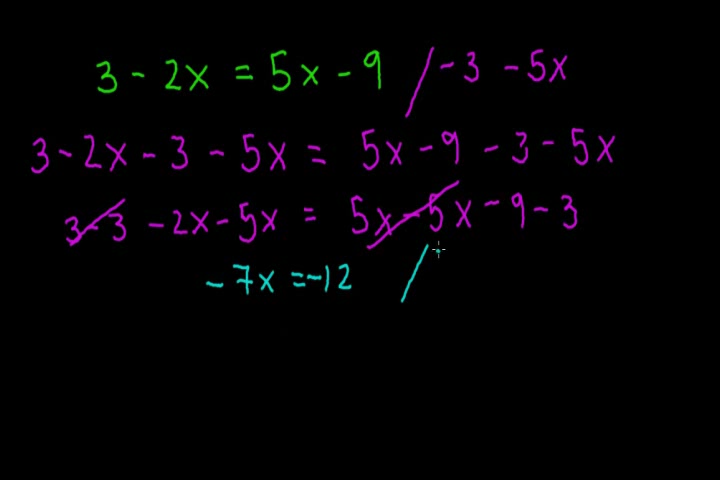 3 - 2x = 5x - 9 / - 3 - 5x
3 - 2x - 3 - 5x = 5x - 9 - 3 - 5x
3 - 3 - 2x - 5x = 5x - 5x - 9 - 3
- 7x = -12 /